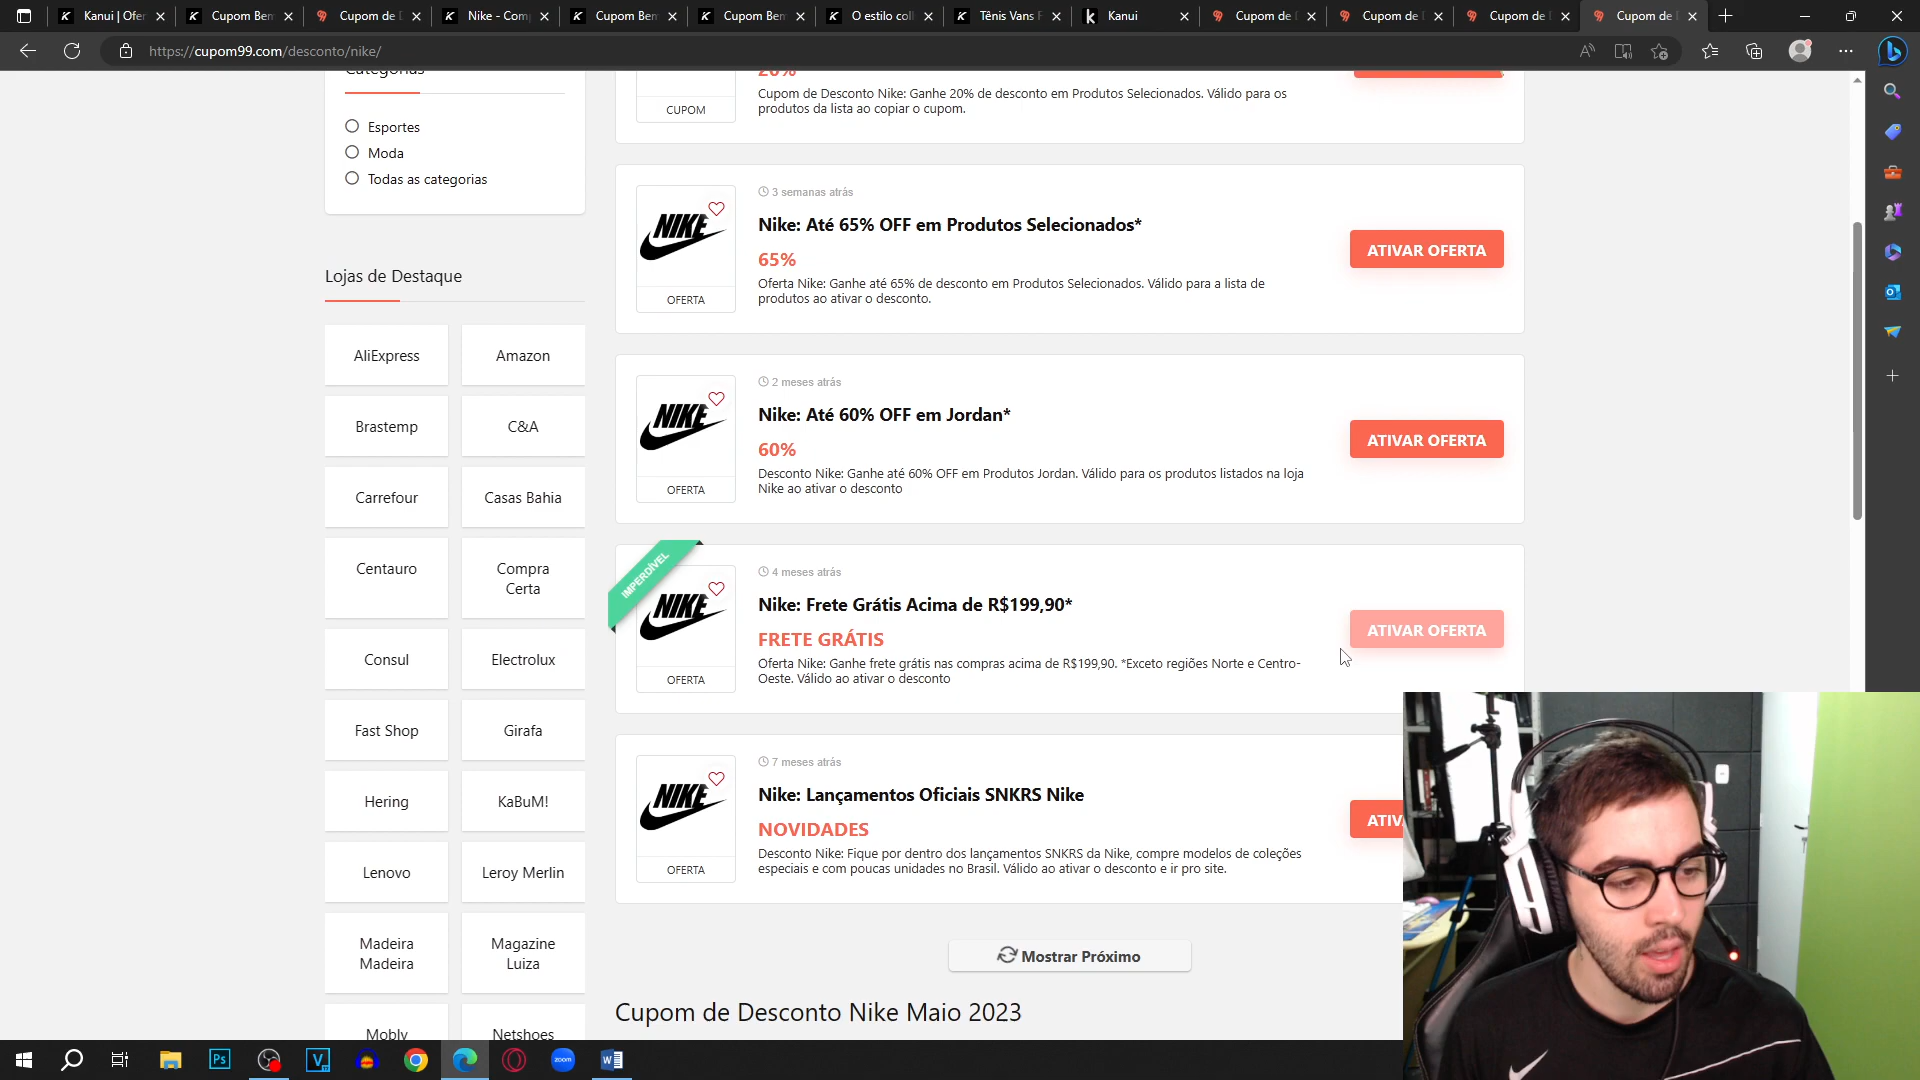 Kanui | Ofer
Cupom Ben
Cupom de D
Nike - Comp
Cupom Ben
Cupom Ben
O estilo col
Tênis Vans F
Kanui
Cupom de D
Cupom de D
Cupom de D
Cupom de
https://cupom99.com/desconto/nike/
Categorias
Esportes
Moda
Todas as categorias
Lojas de Destaque
AliExpress
Amazon
Brastemp
C&A
Carrefour
Casas Bahia
Centauro
Compra
Certa
Consul
Electrolux
Fast Shop
Girafa
Hering
KaBuM!
Lenovo
Leroy Merlin
Madeira
Madeira
Magazine
Luiza
Mobly
Netshoes
20%
Cupom de Desconto Nike: Ganhe 20% de desconto em Produtos Selecionados. Válido para os
produtos da lista ao copiar o cupom.
CUPOM
NIKE
OFERTA
3 semanas atrás
Nike: Até 65% OFF em Produtos Selecionados*
65%
Oferta Nike: Ganhe até 65% de desconto em Produtos Selecionados. Válido para a lista de
produtos ao ativar o desconto.
ATIVAR OFERTA
NIKE
OFERTA
2 meses atrás
Nike: Até 60% OFF em Jordan*
60%
Desconto Nike: Ganhe até 60% OFF em Produtos Jordan. Válido para os produtos listados na loja
Nike ao ativar o desconto
ATIVAR OFERTA
IMPERDÍVEL
NIKE
OFERTA
4 meses atrás
Nike: Frete Grátis Acima de R$199,90*
FRETE GRÁTIS
Oferta Nike: Ganhe frete grátis nas compras acima de R$199,90. *Exceto regiões Norte e Centro-
Oeste. Válido ao ativar o desconto
ATIVAR OFERTA
NIKE
OFERTA
7 meses atrás
Nike: Lançamentos Oficiais SNKRS Nike
NOVIDADES
Desconto Nike: Fique por dentro dos lançamentos SNKRS da Nike, compre modelos de coleções
especiais e com poucas unidades no Brasil. Válido ao ativar o desconto e ir pro site.
ATIV
Mostrar Próximo
Cupom de Desconto Nike Maio 2023
Ps
V
zoom
W